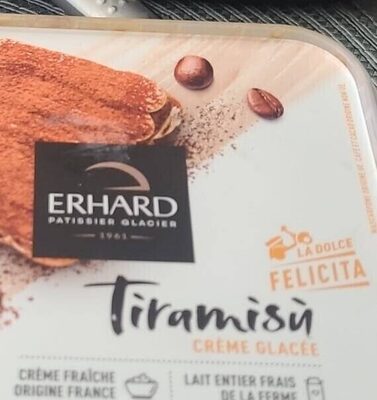 ERHARD
PATISSIER GLACIER
1961
LA DOLCE
FELICITA
Tiramisù
CRÈME GLACÉE
CRÈME FRAÎCHE
ORIGINE FRANCE
LAIT ENTIER FRAIS
DE LA FERME